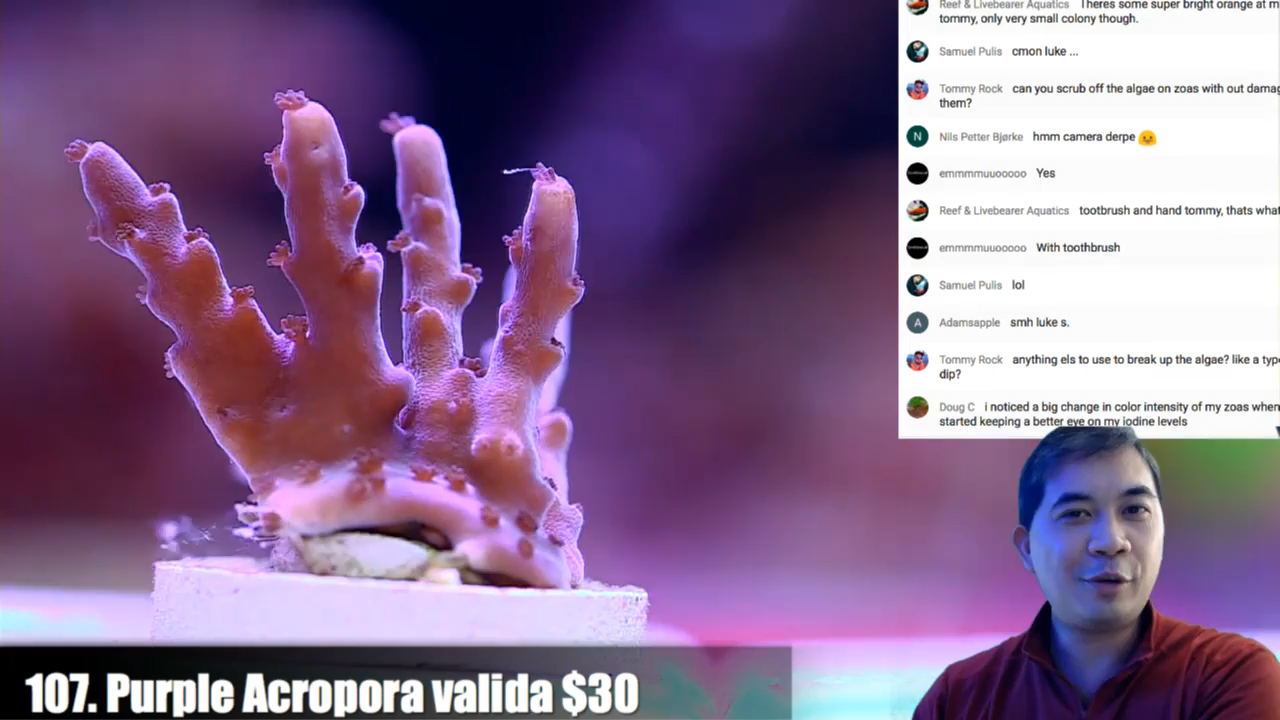 Reef & Livebearer Aquatics Theres some super bright orange at m
tommy, only very small colony though.
Samuel Pulis cmon luke ...
Tommy Rock can you scrub off the algae on zoas with out damag
them?
N Nils Petter Bjørke hmm camera derpe
emmmmuuooooo Yes
Reef & Livebearer Aquatics tootbrush and hand tommy, thats what
emmmmuuooooo With toothbrush
Samuel Pulis lol
A Adamsapple smh luke s.
Tommy Rock anything els to use to break up the algae? like a type
dip?
Doug C i noticed a big change in color intensity of my zoas when
started keeping a better eye on my iodine levels
107. Purple Acropora valida $30